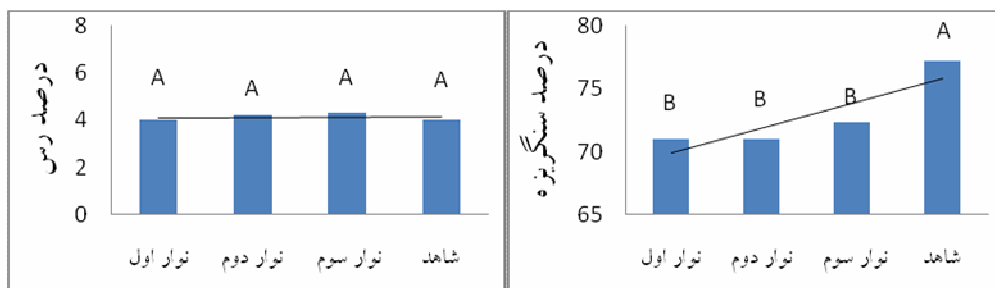 درصد رس
8
6
4
2
0
A
A
A
A
نوار اول
نوار دوم
نوار سوم
شاهد
درصد سنگریزه
80
75
70
65
B
B
B
A
نوار اول
نوار دوم
نوار سوم
شاهد